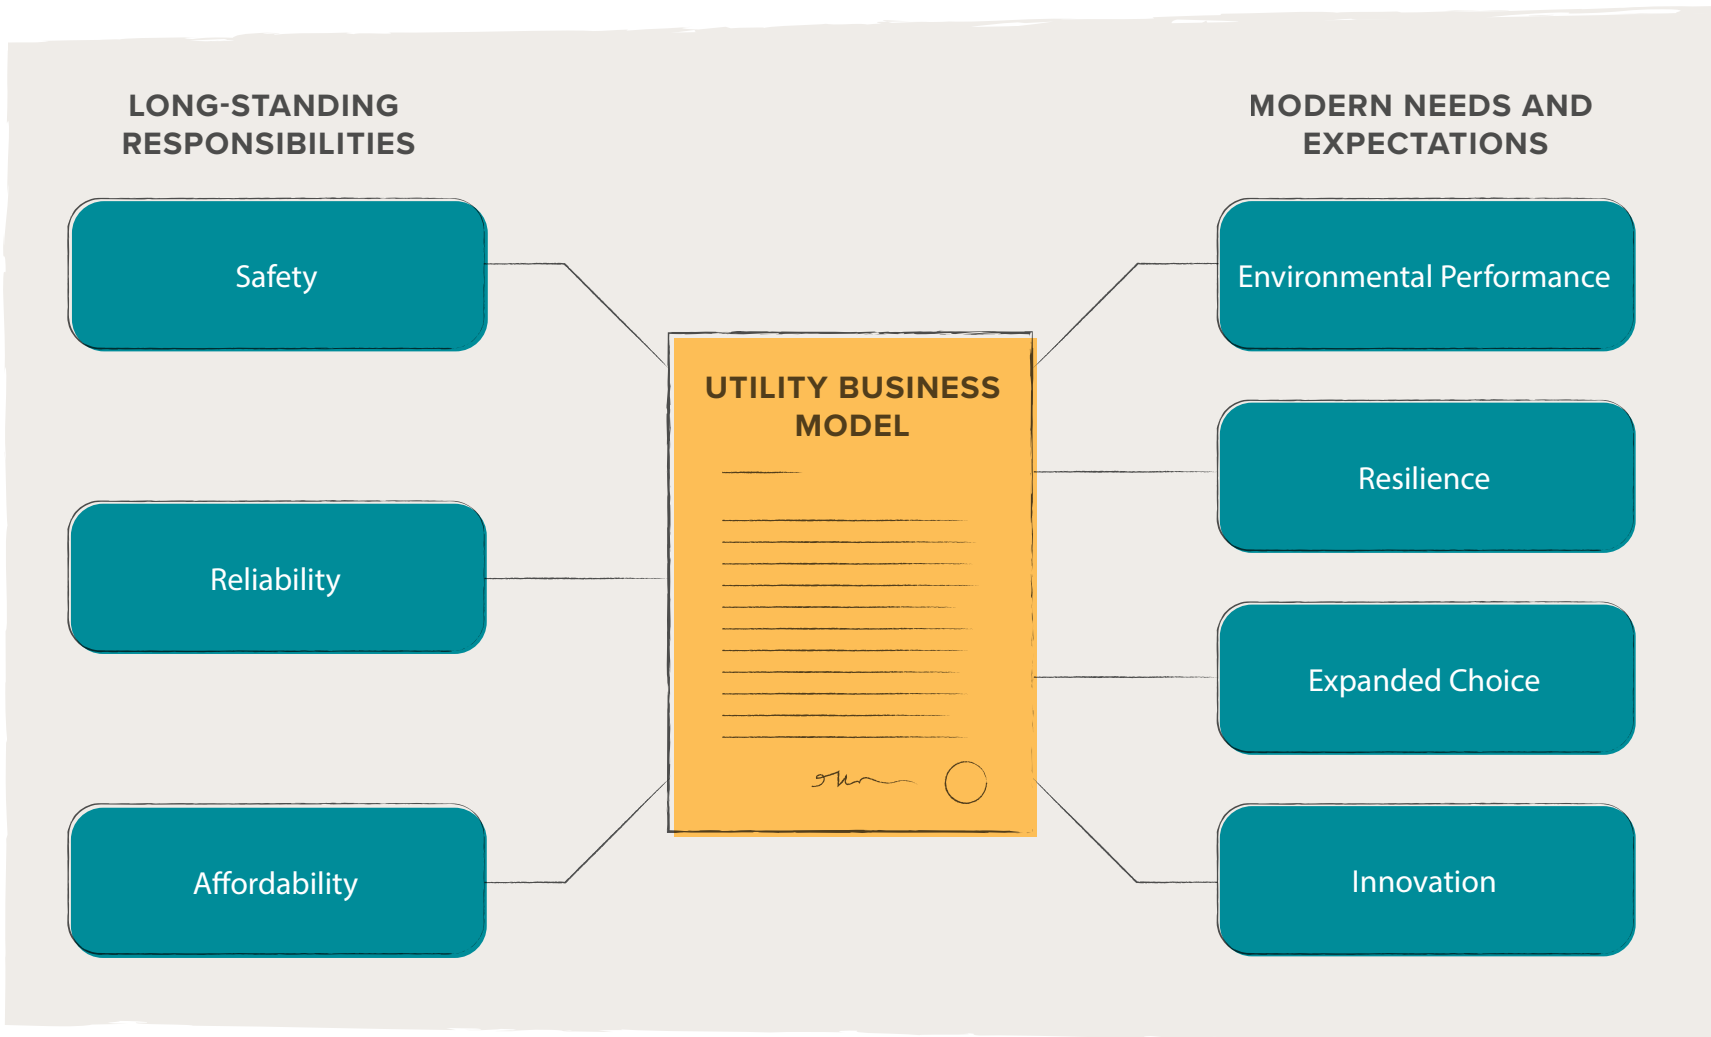 LONG-STANDING
RESPONSIBILITIES
Safety
Reliability
Affordability
UTILITY BUSINESS
MODEL
MODERN NEEDS AND
EXPECTATIONS
Environmental Performance
Resilience
Expanded Choice
Innovation